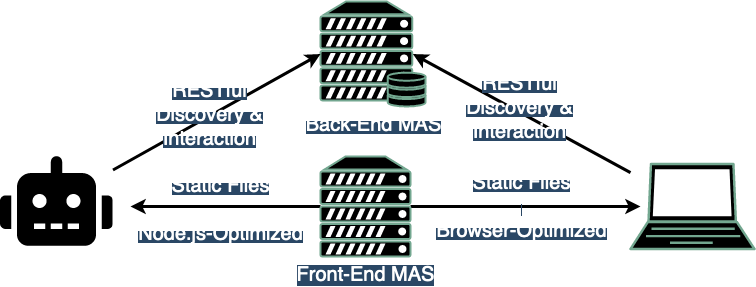 RESTful
Discovery &
Interaction
RESTful
Discovery &
Interaction
Back-End MAS
Static Files
Node.js-Optimized
Static Files
Browser-Optimized
Front-End MAS